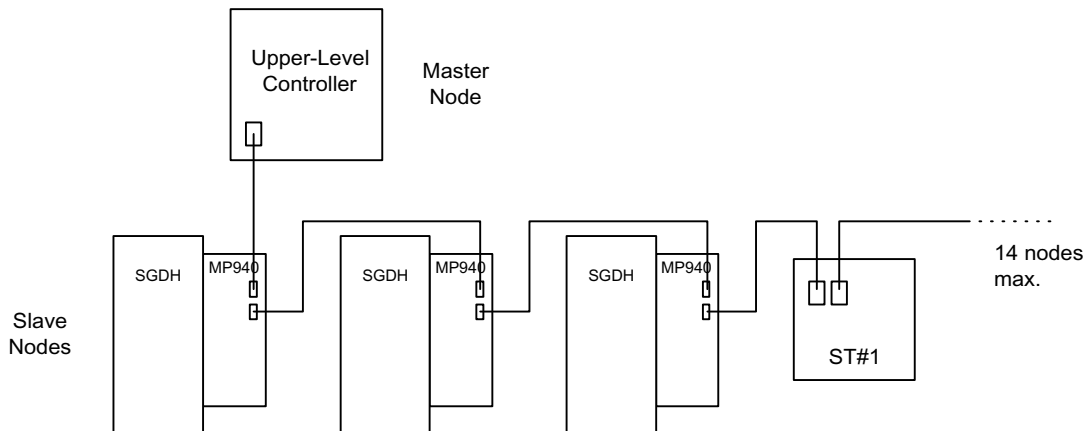 Upper-Level
Controller
Master
Node
SGDH
MP940
SGDH
MP940
SGDH
MP940
14 nodes
max.
Slave
Nodes
ST#1